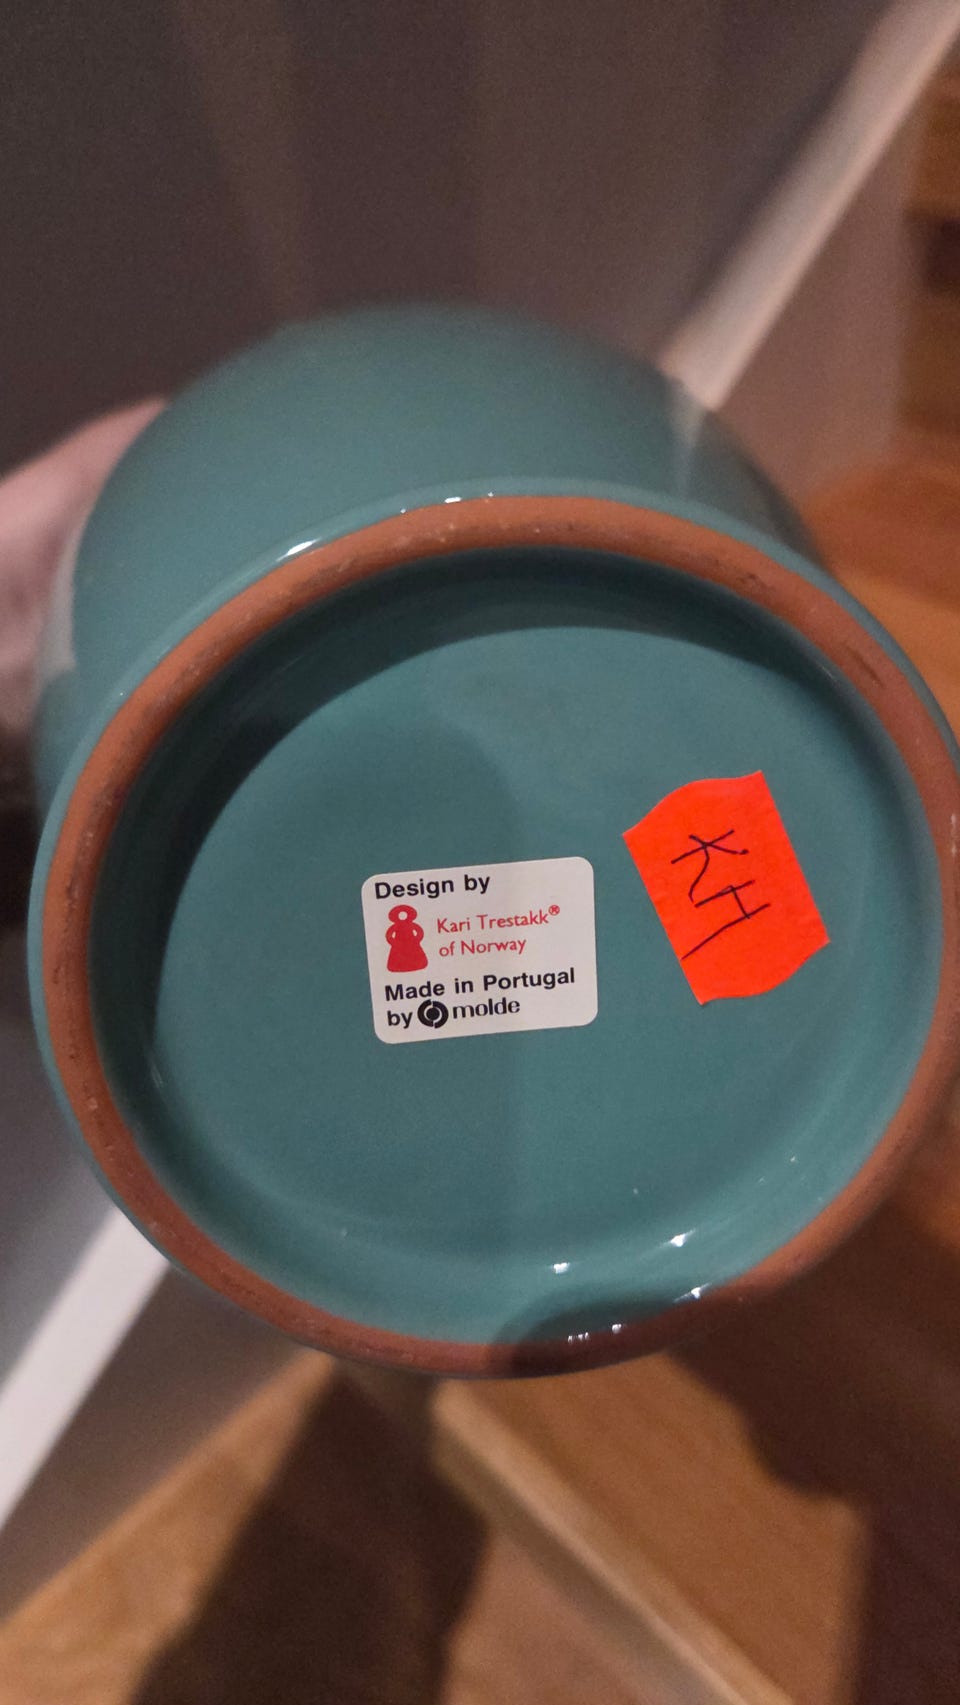 Design by
Kari Trestakk®
of Norway
Made in Portugal
by molde
KH